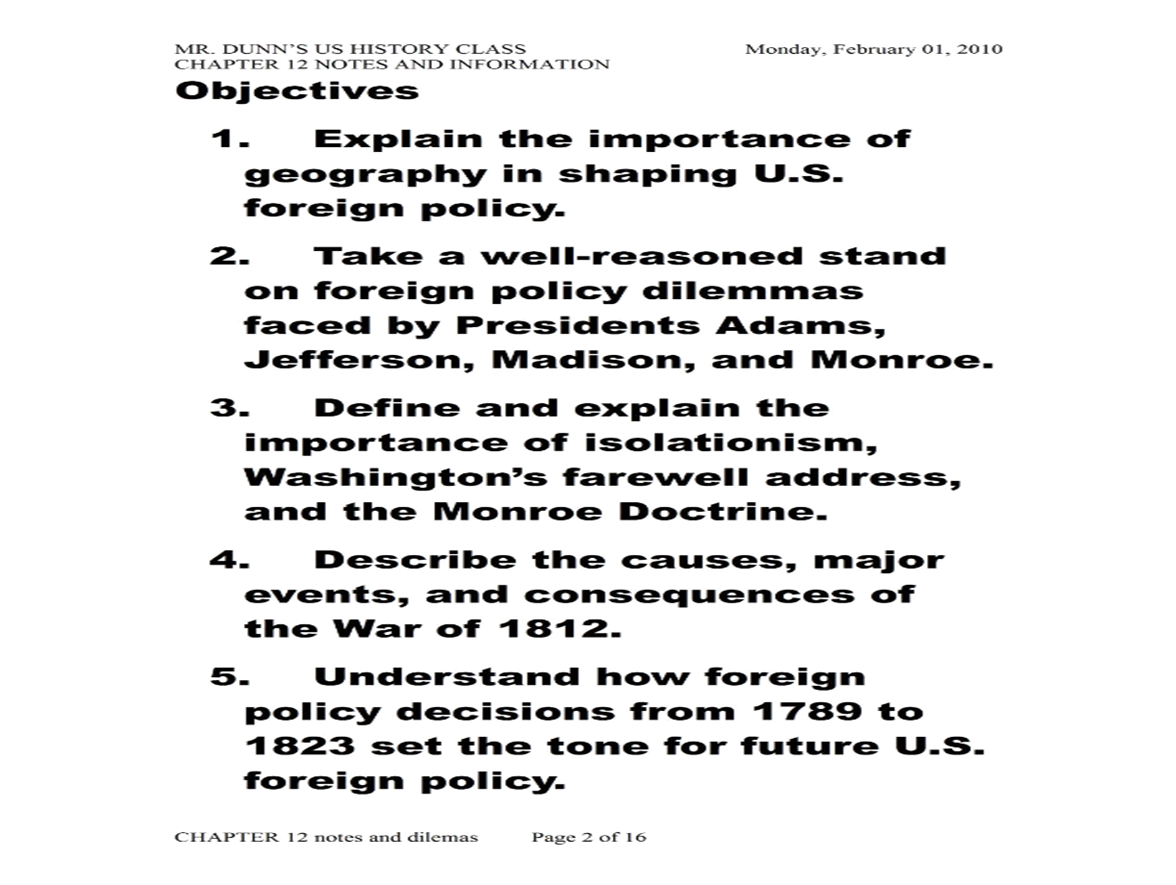 MR. DUNN'S US HISTORY CLASS Monday, February 01, 2010
CHAPTER 12 NOTES AND INFORMATION
Objectives
1. Explain the importance of
geography in shaping U.S.
foreign policy.
2. Take a well-reasoned stand
on foreign policy dilemmas
faced by Presidents Adams,
Jefferson, Madison, and Monroe.
3. Define and explain the
importance of isolationism,
Washington's farewell address,
and the Monroe Doctrine.
4. Describe the causes, major
events, and consequences of
the War of 1812.
5. Understand how foreign
policy decisions from 1789 to
1823 set the tone for future U.S.
foreign policy.
CHAPTER 12 notes and dilemas Page 2 of 16